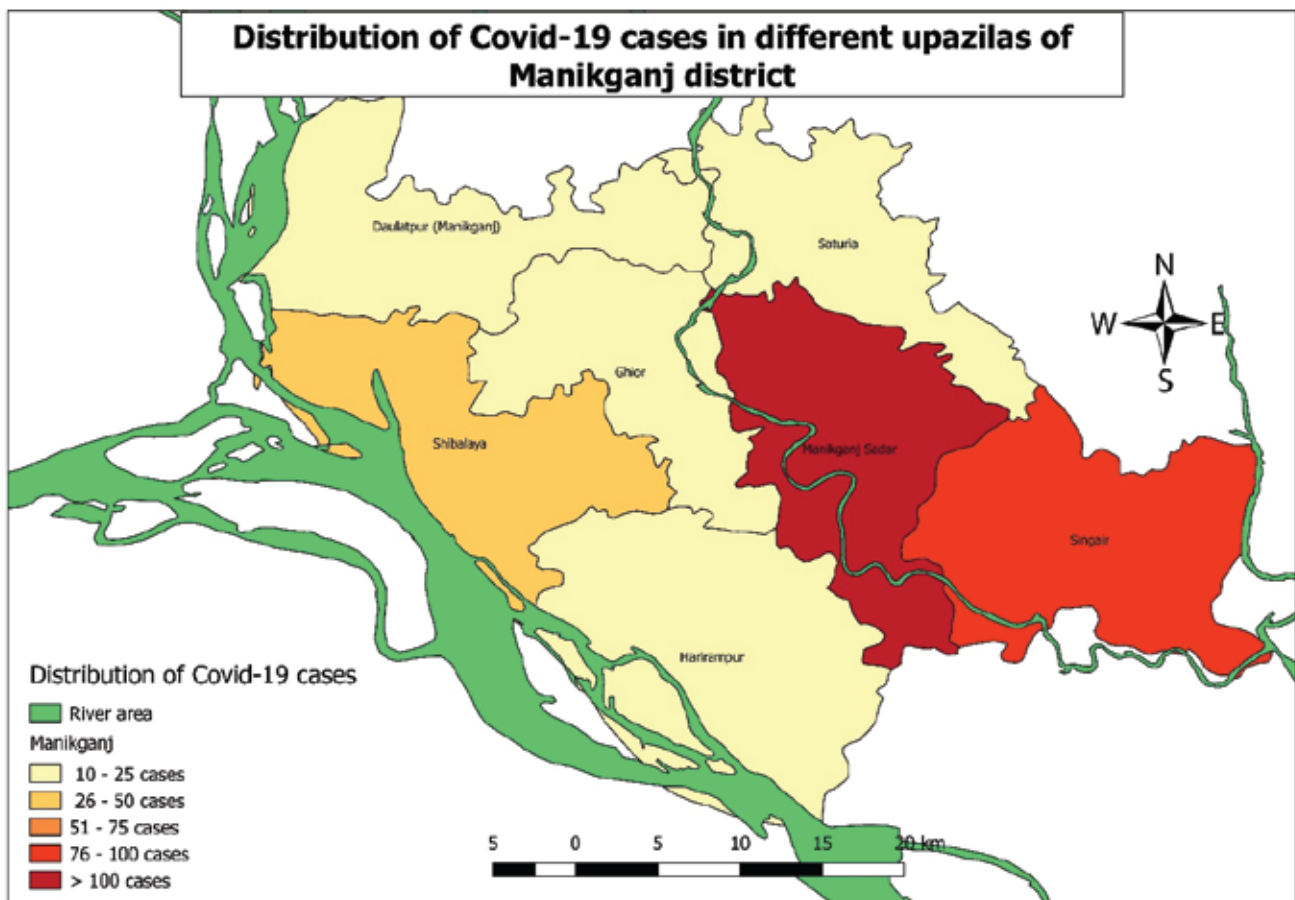 Distribution of Covid-19 cases in different upazilas of
Manikganj district
Daulatpur (Manikganj)
Saturia
N
W E
S
Ghior
Shibalaya
Manikganj Sadar
Singair
Harirampur
Distribution of Covid-19 cases
River area
Manikganj
10 - 25 cases
26 - 50 cases
51 - 75 cases
76 - 100 cases
> 100 cases
5 0 5 10 15 20 km